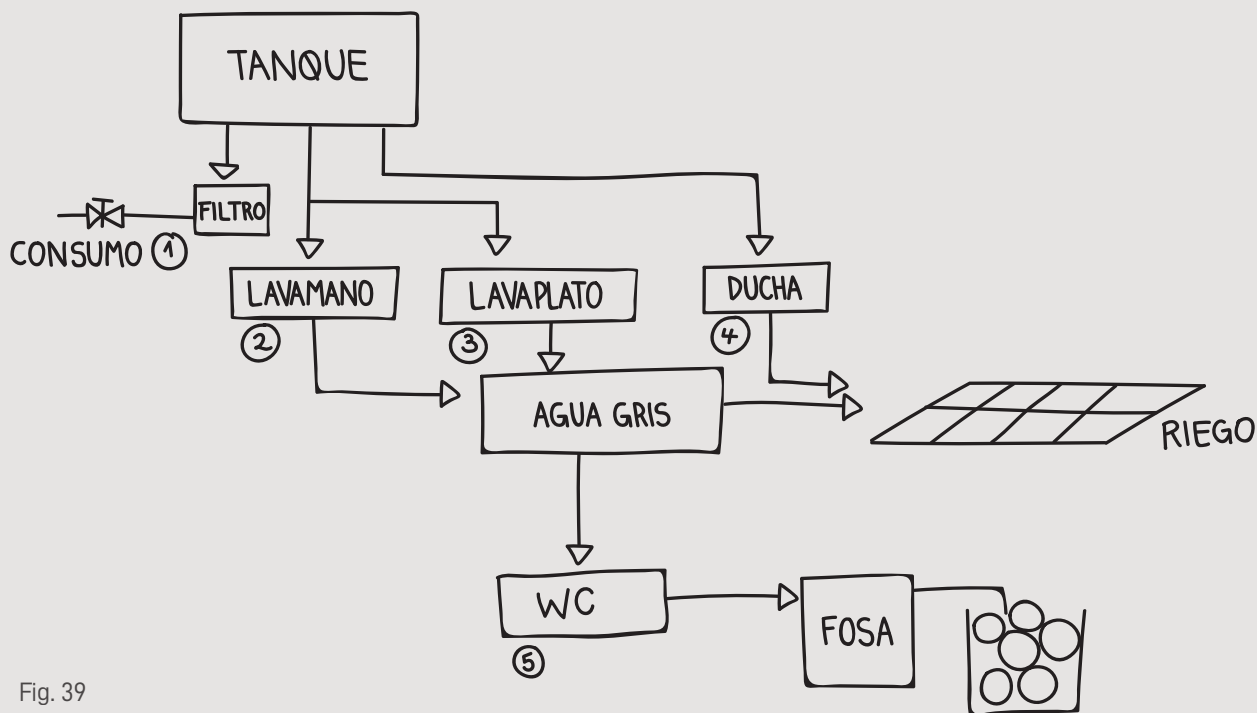 TANQUE
FILTRO
CONSUMO 1
LAVAMANO
LAVAPLATO
DUCHA
2
3
4
AGUA GRIS
RIEGO
WC
FOSA
5
Fig. 39